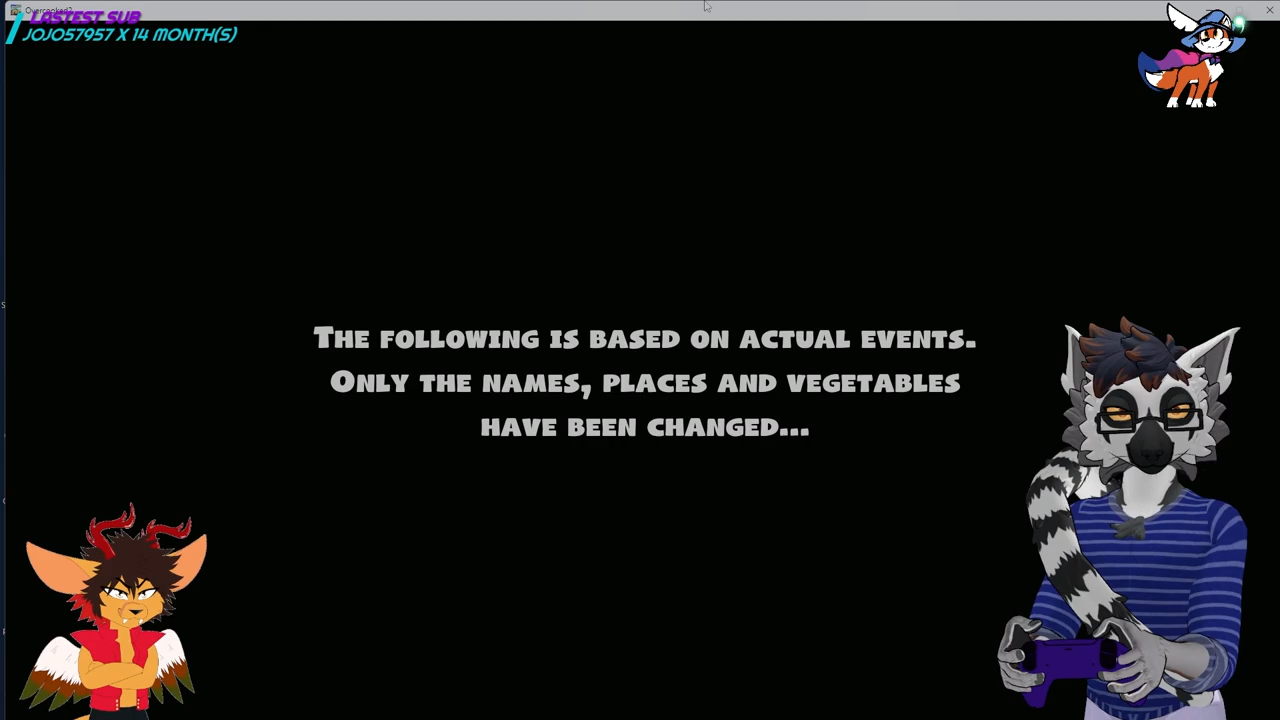 Overcooked2
LASTEST SUB
JOJO57957 X 14 MONTH(S)
THE FOLLOWING IS BASED ON ACTUAL EVENTS.
ONLY THE NAMES, PLACES AND VEGETABLES
HAVE BEEN CHANGED...